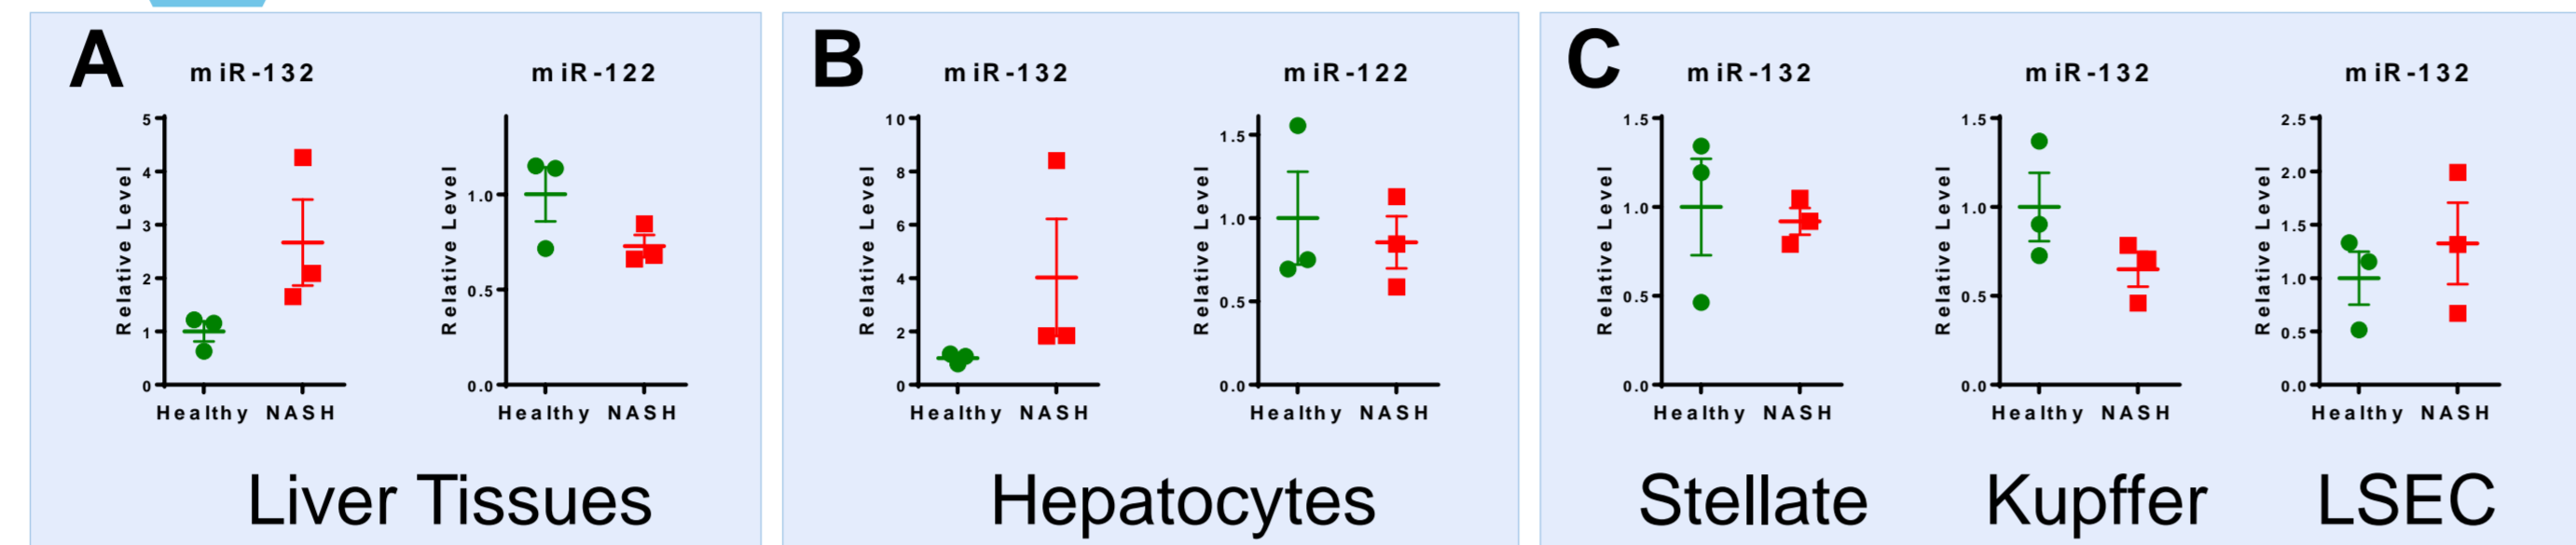 A
miR-132
Relative Level
5
4
3
2
1
0
Healthy NASH
miR-122
Relative Level
1.0
0.5
0.0
Healthy NASH
Liver Tissues
B
miR-132
Relative Level
10
8
6
4
2
0
Healthy NASH
miR-122
Relative Level
1.5
1.0
0.5
0.0
Healthy NASH
Hepatocytes
C
miR-132
Relative Level
1.5
1.0
0.5
0.0
Healthy NASH
Stellate
miR-132
Relative Level
1.5
1.0
0.5
0.0
Healthy NASH
Kupffer
miR-132
Relative Level
2.5
2.0
1.5
1.0
0.5
0.0
Healthy NASH
LSEC